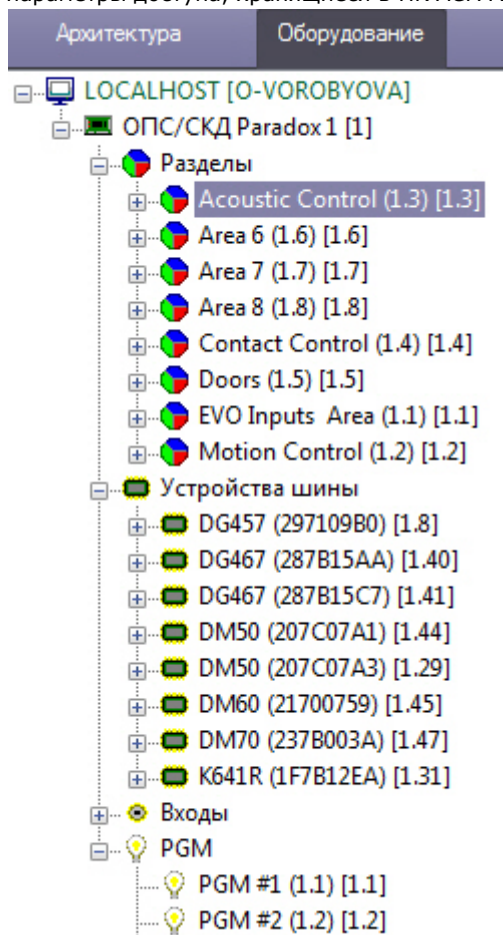 Архитектура Оборудование
LOCALHOST [O-VOROBYOVA]
ОПС/СКД Paradox 1 [1]
Разделы
Acoustic Control (1.3) [1.3]
Area 6 (1.6) [1.6]
Area 7 (1.7) [1.7]
Area 8 (1.8) [1.8]
Contact Control (1.4) [1.4]
Doors (1.5) [1.5]
EVO Inputs Area (1.1) [1.1]
Motion Control (1.2) [1.2]
Устройства шины
DG457 (297109B0) [1.8]
DG467 (287B15AA) [1.40]
DG467 (287B15C7) [1.41]
DM50 (207C07A1) [1.44]
DM50 (207C07A3) [1.29]
DM60 (21700759) [1.45]
DM70 (237B003A) [1.47]
K641R (1F7B12EA) [1.31]
Входы
PGM
PGM #1 (1.1) [1.1]
PGM #2 (1.2) [1.2]